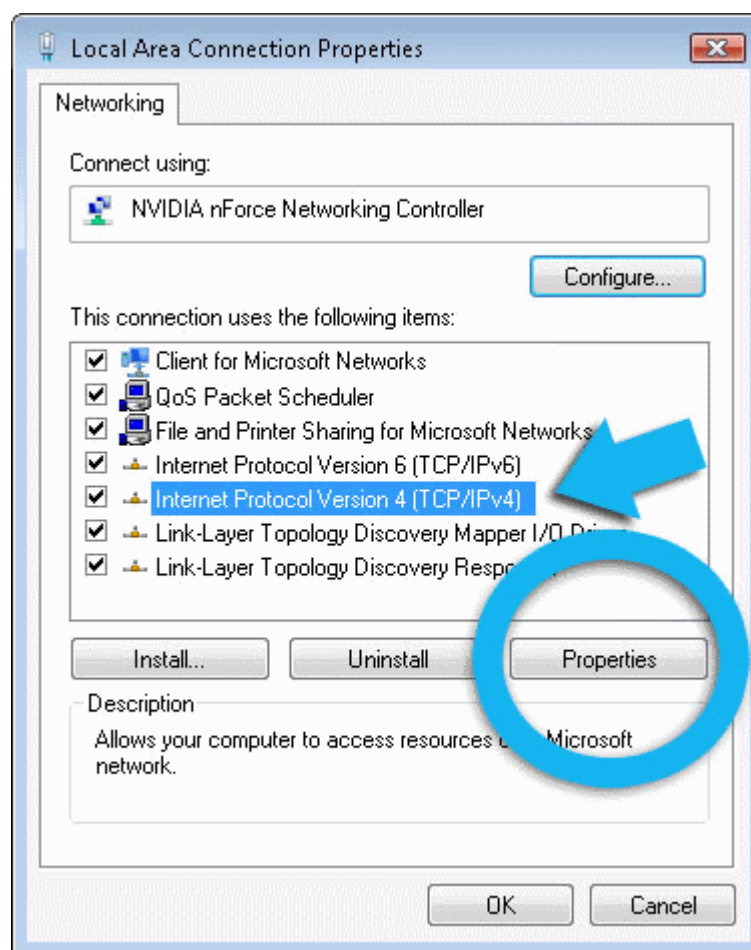 Local Area Connection Properties
Networking
Connect using:
NVIDIA nForce Networking Controller
Configure...
This connection uses the following items:
Client for Microsoft Networks
QoS Packet Scheduler
File and Printer Sharing for Microsoft Networks
Internet Protocol Version 6 (TCP/IPv6)
Internet Protocol Version 4 (TCP/IPv4)
Link-Layer Topology Discovery Mapper I/O
Link-Layer Topology Discovery
Install...
Uninstall
Properties
Description
Allows your computer to access resources Microsoft
network.
OK
Cancel